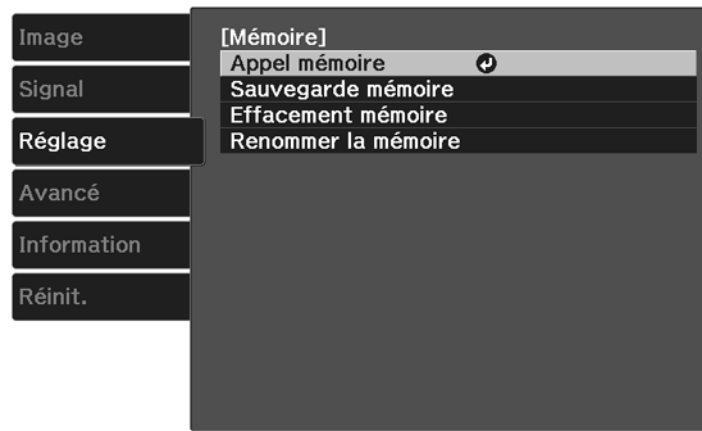 Image
Signal
Réglage
Avancé
Information
Réinit.
[Mémoire]
Appel mémoire
Sauvegarde mémoire
Effacement mémoire
Renommer la mémoire